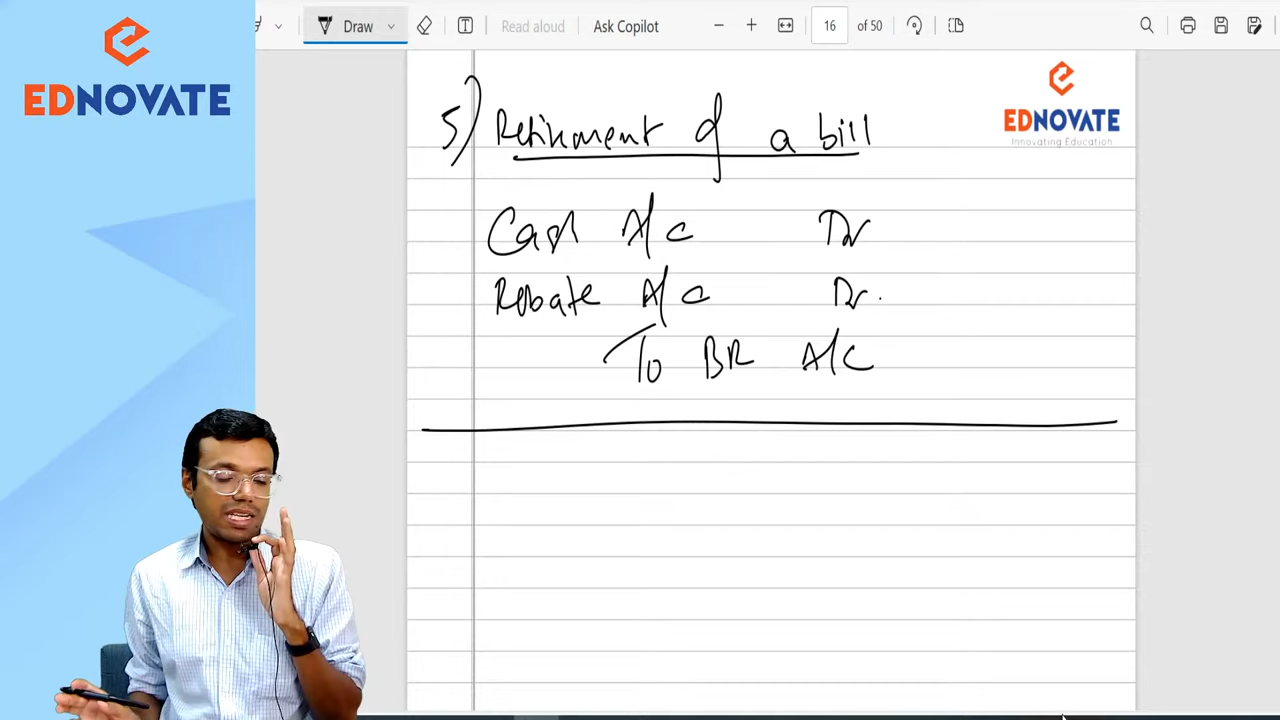 Draw
Read aloud
Ask Copilot
16 of 50
EDNOVATE
EDNOVATE
Innovating Education
5) Retirement of a bill
Cash A/c Dr
Rebate A/c Dr.
To BR A/C